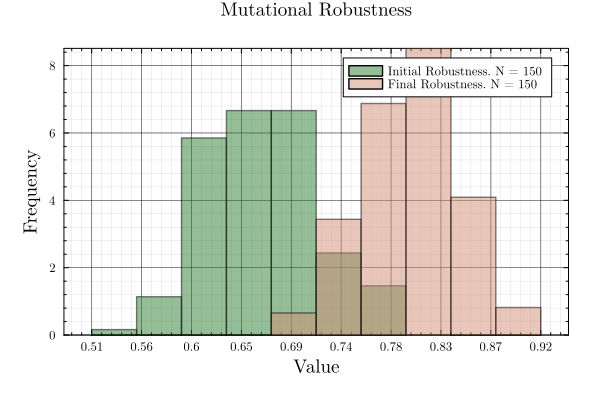 Mutational Robustness
Initial Robustness. N = 150
Final Robustness. N = 150
Frequency
8
6
4
2
0
0.51 0.56 0.6 0.65 0.69 0.74 0.78 0.83 0.87 0.92
Value